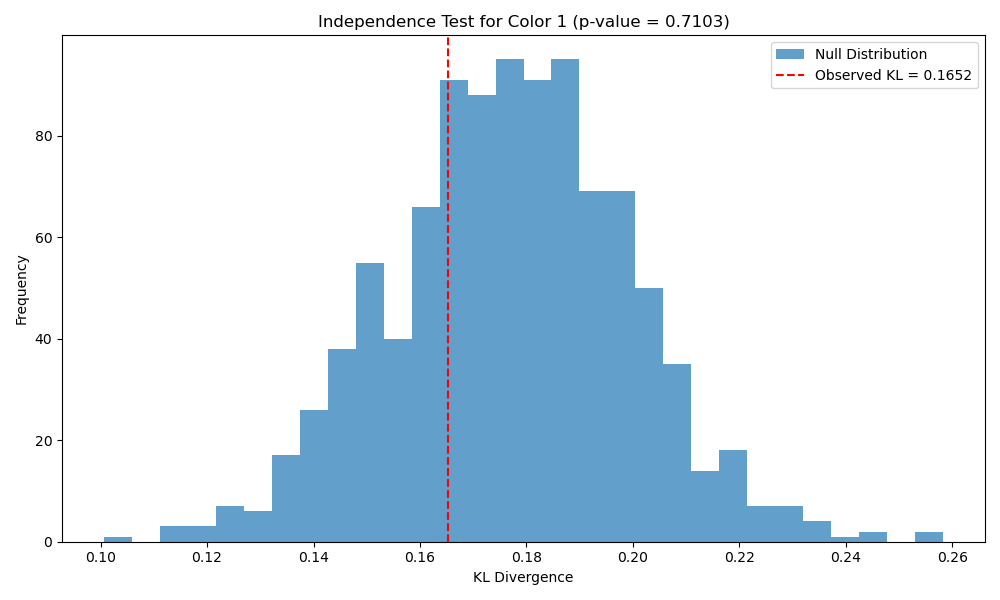 Independence Test for Color 1 (p-value = 0.7103)
Null Distribution
Observed KL = 0.1652
Frequency
80
60
40
20
0
0.10 0.12 0.14 0.16 0.18 0.20 0.22 0.24 0.26
KL Divergence